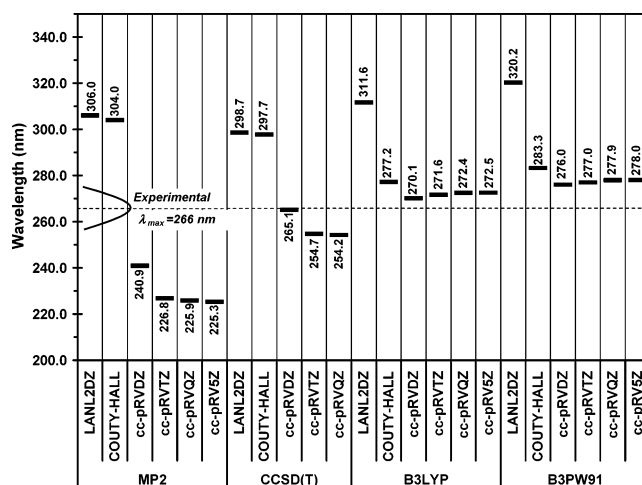 340.0
320.0
300.0
280.0
260.0
240.0
220.0
200.0
Wavelength (nm)
306.0
304.0
240.9
226.8
225.9
225.3
298.7
297.7
265.1
254.7
254.2
311.6
277.2
270.1
271.6
272.4
272.5
320.2
283.3
276.0
277.0
277.9
278.0
Experimental
λ max =266 nm
LANL2DZ
COUTY-HALL
cc-pRVDZ
cc-pRVTZ
cc-pRVQZ
cc-pRV5Z
LANL2DZ
COUTY-HALL
cc-pRVDZ
cc-pRVTZ
cc-pRVQZ
LANL2DZ
COUTY-HALL
cc-pRVDZ
cc-pRVTZ
cc-pRVQZ
cc-pRV5Z
LANL2DZ
COUTY-HALL
cc-pRVDZ
cc-pRVTZ
cc-pRVQZ
cc-pRV5Z
MP2
CCSD(T)
B3LYP
B3PW91